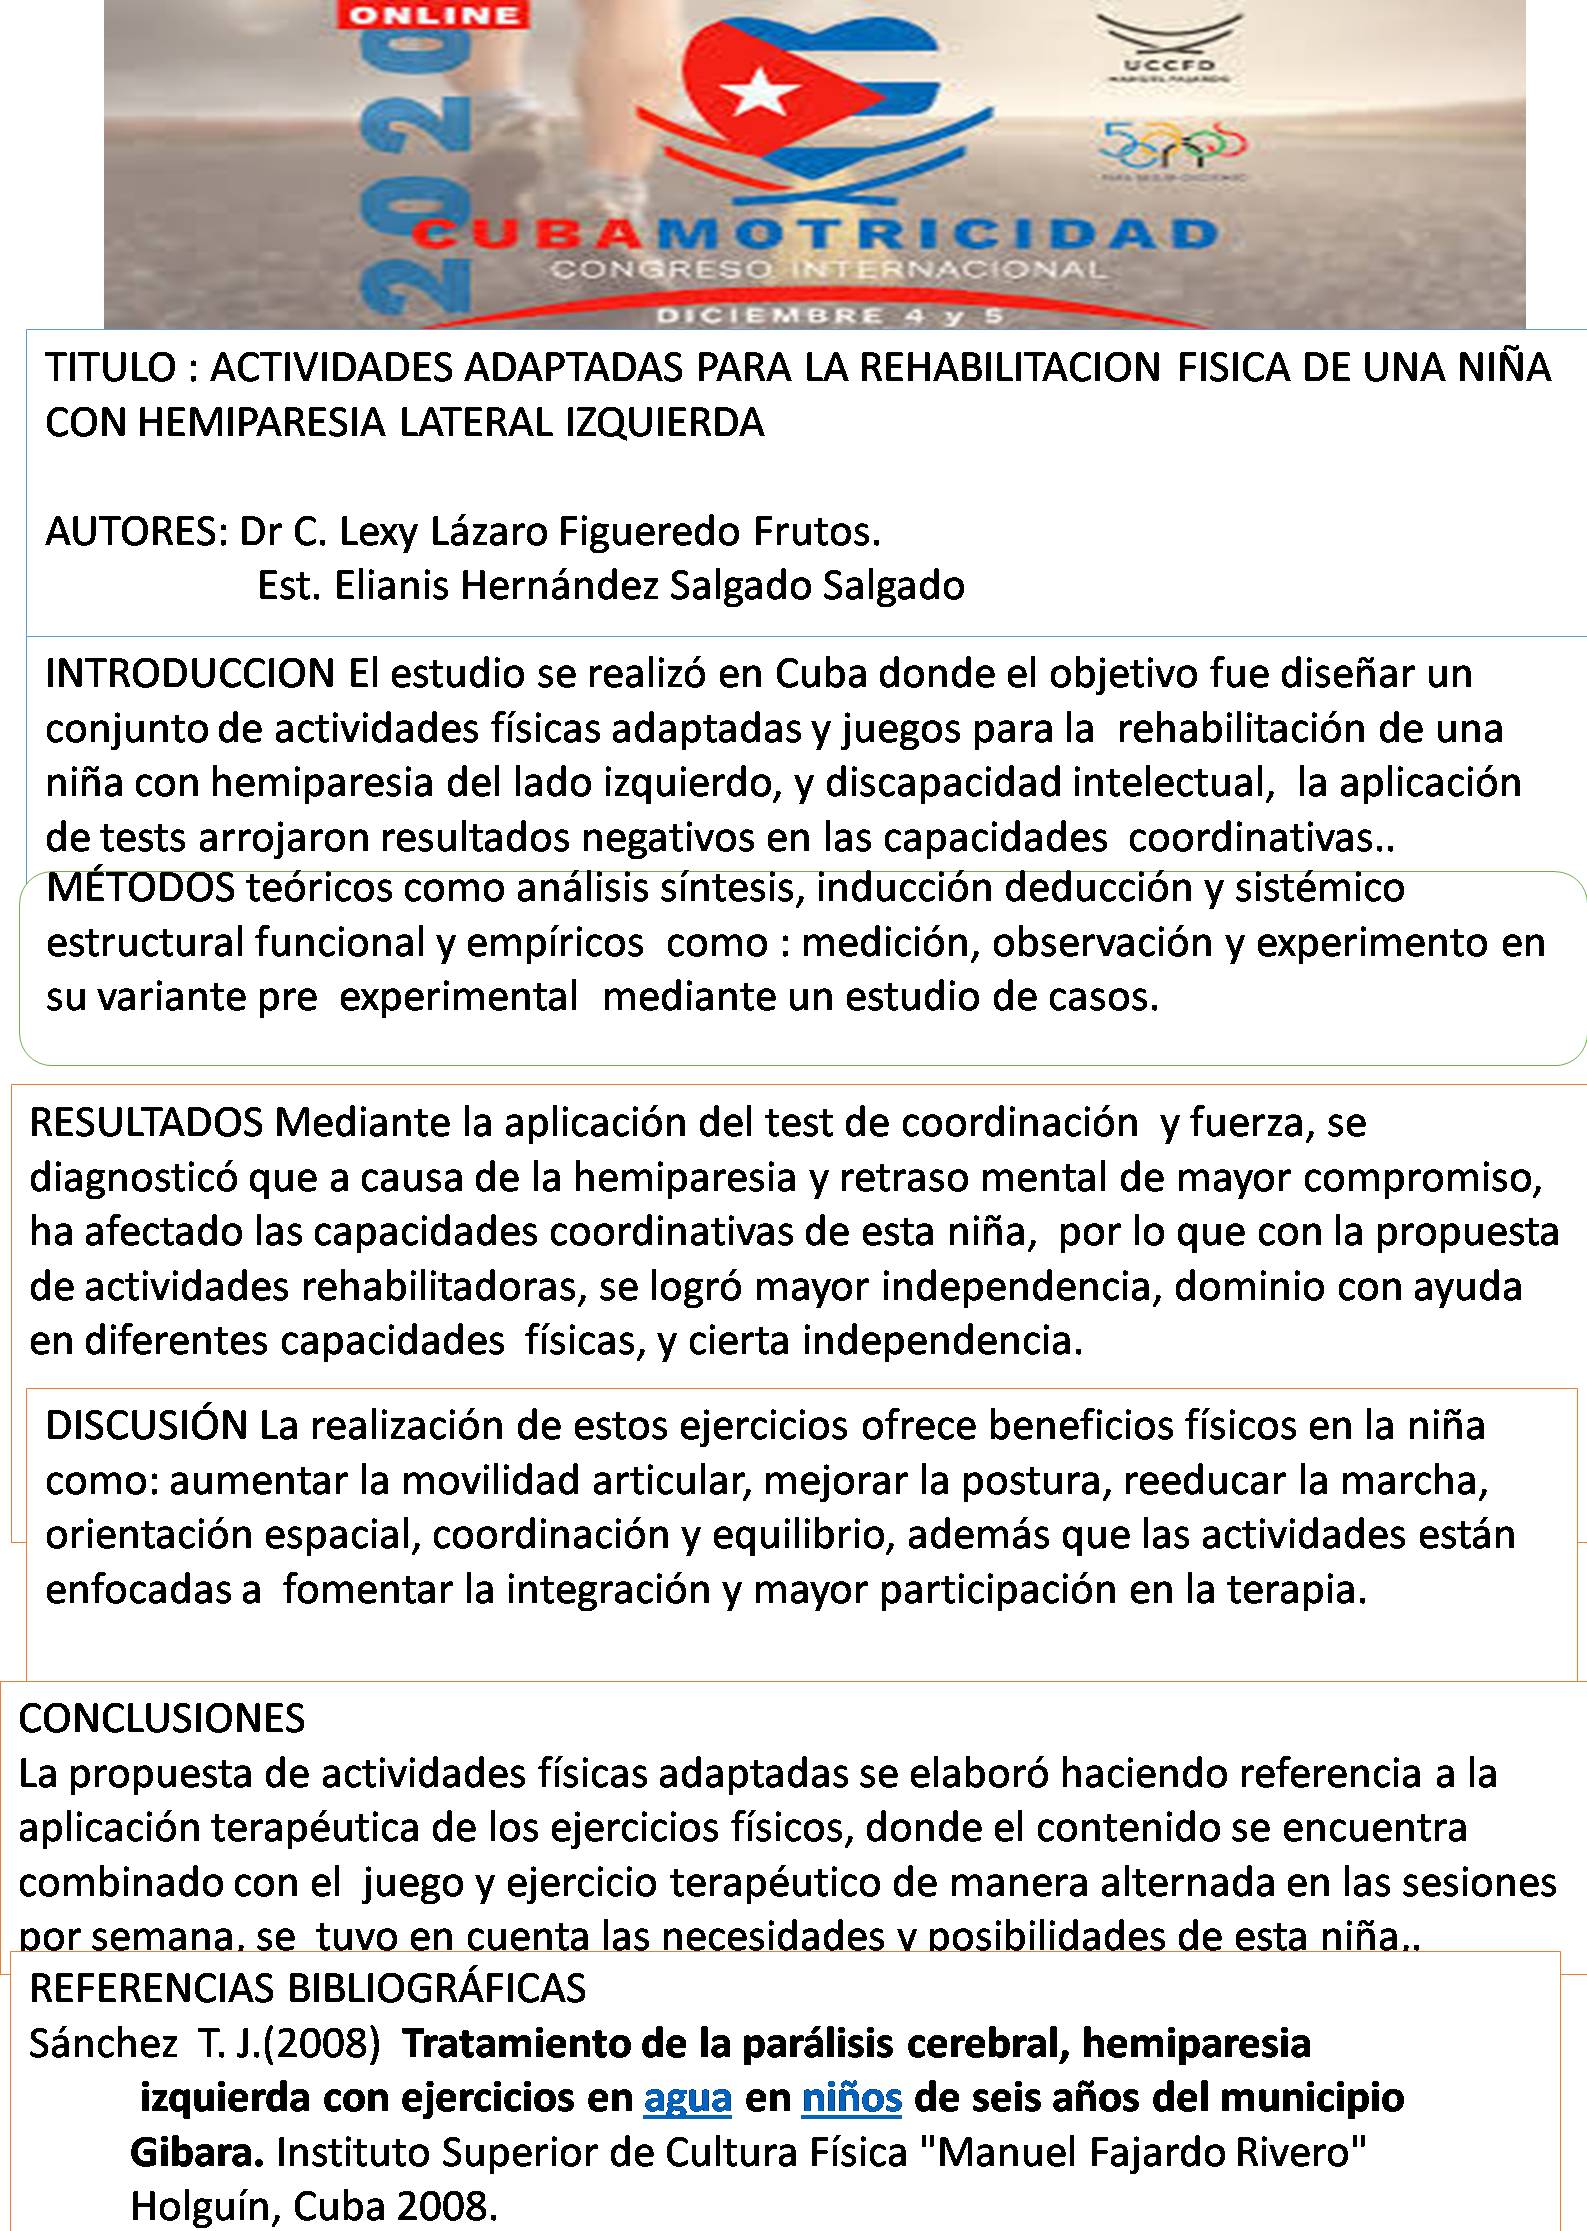 ONLINE
2020
UCCFD
MANUEL FAJARDO
CUBAMOTRICIDAD
CONGRESO INTERNACIONAL
DICIEMBRE 4 y 5
TITULO : ACTIVIDADES ADAPTADAS PARA LA REHABILITACION FISICA DE UNA NIÑA
CON HEMIPARESIA LATERAL IZQUIERDA
AUTORES: Dr C. Lexy Lázaro Figueredo Frutos.
Est. Elianis Hernández Salgado Salgado
INTRODUCCION El estudio se realizó en Cuba donde el objetivo fue diseñar un
conjunto de actividades físicas adaptadas y juegos para la  rehabilitación de una
niña con hemiparesia del lado izquierdo, y discapacidad intelectual,  la aplicación
de tests arrojaron resultados negativos en las capacidades  coordinativas..
MÉTODOS teóricos como análisis síntesis, inducción deducción y sistémico
estructural funcional y empíricos  como : medición, observación y experimento en
su variante pre  experimental  mediante un estudio de casos.
RESULTADOS Mediante la aplicación del test de coordinación  y fuerza, se
diagnosticó que a causa de la hemiparesia y retraso mental de mayor compromiso,
ha afectado las capacidades coordinativas de esta niña,  por lo que con la propuesta
de actividades rehabilitadoras, se logró mayor independencia, dominio con ayuda
en diferentes capacidades  físicas, y cierta independencia.
DISCUSIÓN La realización de estos ejercicios ofrece beneficios físicos en la niña
como: aumentar la movilidad articular, mejorar la postura, reeducar la marcha,
orientación espacial, coordinación y equilibrio, además que las actividades están
enfocadas a  fomentar la integración y mayor participación en la terapia.
CONCLUSIONES
La propuesta de actividades físicas adaptadas se elaboró haciendo referencia a la
aplicación terapéutica de los ejercicios físicos, donde el contenido se encuentra
combinado con el  juego y ejercicio terapéutico de manera alternada en las sesiones
por semana, se  tuvo en cuenta las necesidades y posibilidades de esta niña..
REFERENCIAS BIBLIOGRÁFICAS
Sánchez  T. J.(2008)  Tratamiento de la parálisis cerebral, hemiparesia
izquierda con ejercicios en agua en niños de seis años del municipio
Gibara. Instituto Superior de Cultura Física "Manuel Fajardo Rivero"
Holguín, Cuba 2008.